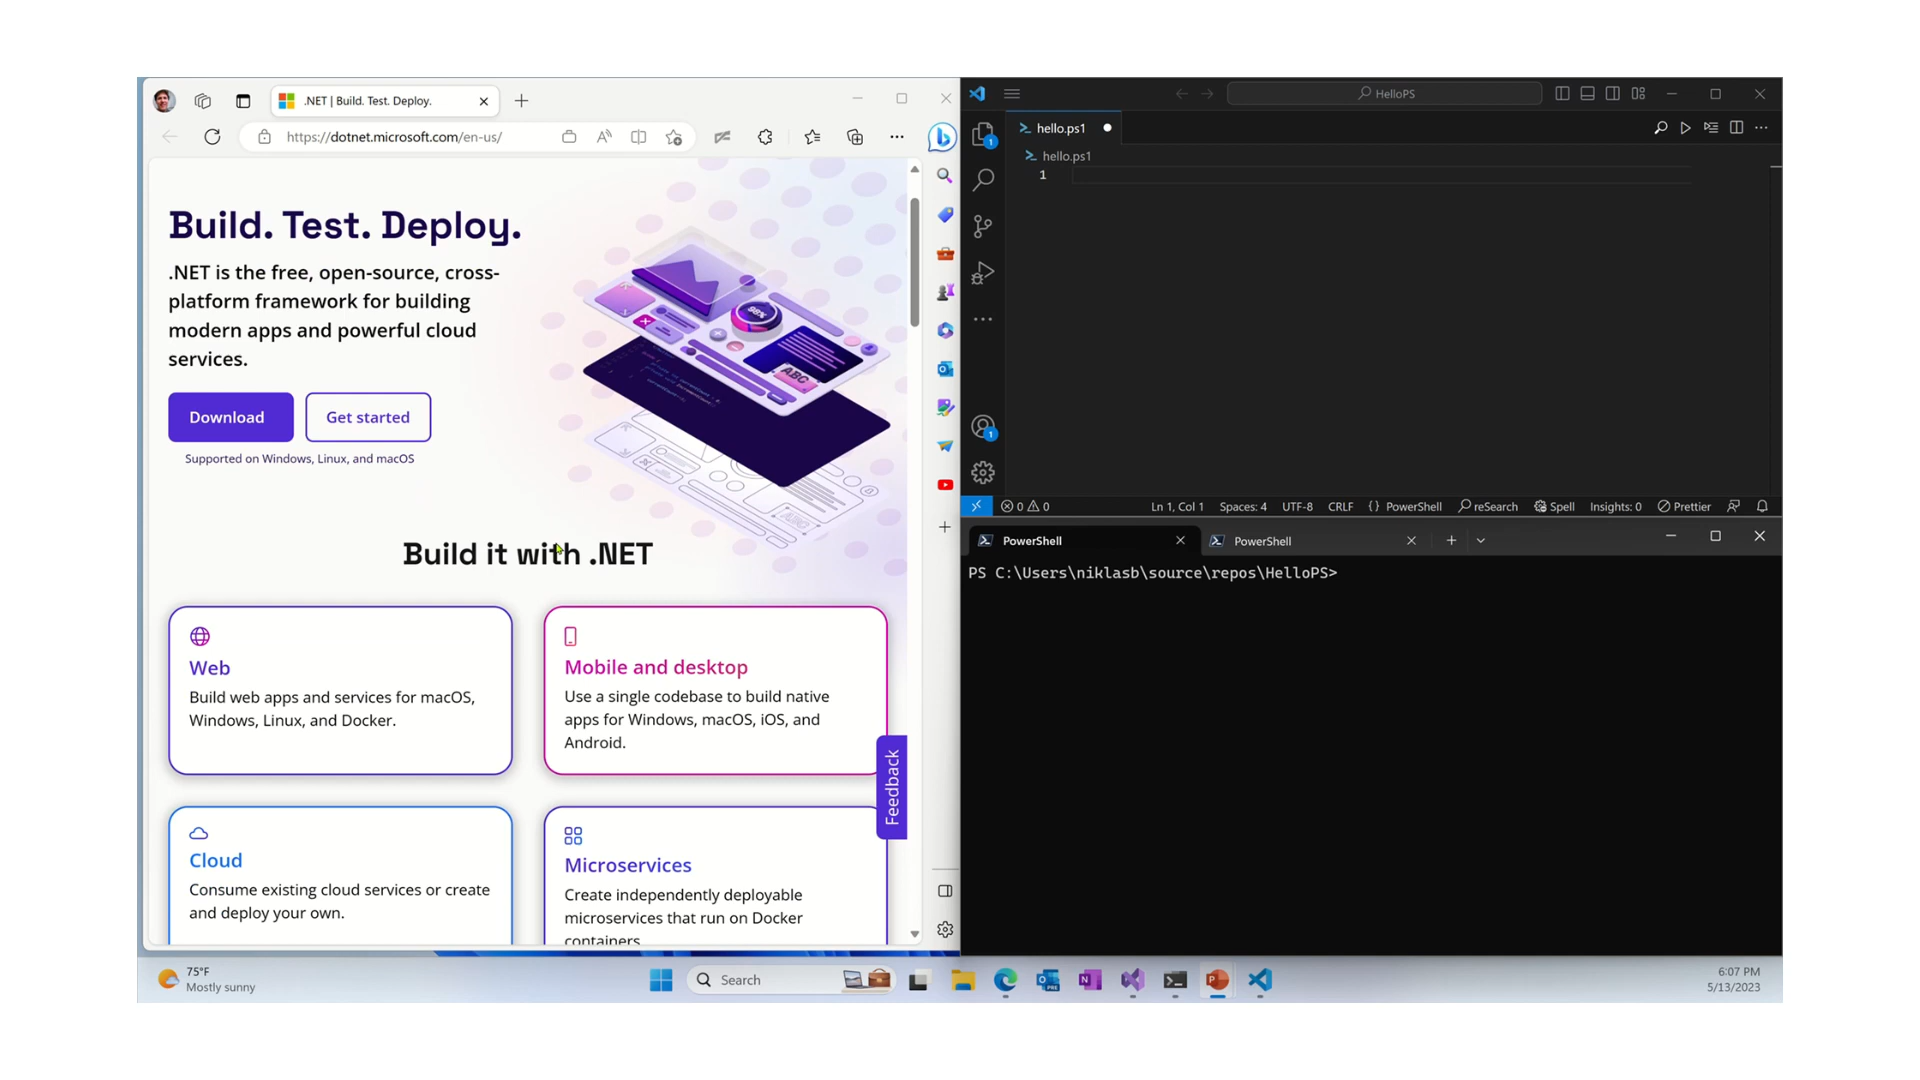 .NET | Build. Test. Deploy.
https://dotnet.microsoft.com/en-us/
Build. Test. Deploy.
.NET is the free, open-source, cross-
platform framework for building
modern apps and powerful cloud
services.
Download
Get started
Supported on Windows, Linux, and macOS
98%
ABC
Build it with .NET
Web
Build web apps and services for macOS,
Windows, Linux, and Docker.
Mobile and desktop
Use a single codebase to build native
apps for Windows, macOS, iOS, and
Android.
Feedback
Cloud
Consume existing cloud services or create
and deploy your own.
Microservices
Create independently deployable
microservices that run on Docker
containers
HelloPS
hello.ps1
hello.ps1
1
1
1
0 0
Ln 1, Col 1
Spaces: 4
UTF-8
CRLF
{ } PowerShell
reSearch
Spell
Insights: 0
Prettier
PowerShell
PowerShell
PS C:\Users\niklasb\source\repos\HelloPS>
75°F
Mostly sunny
Search
6:07 PM
5/13/2023